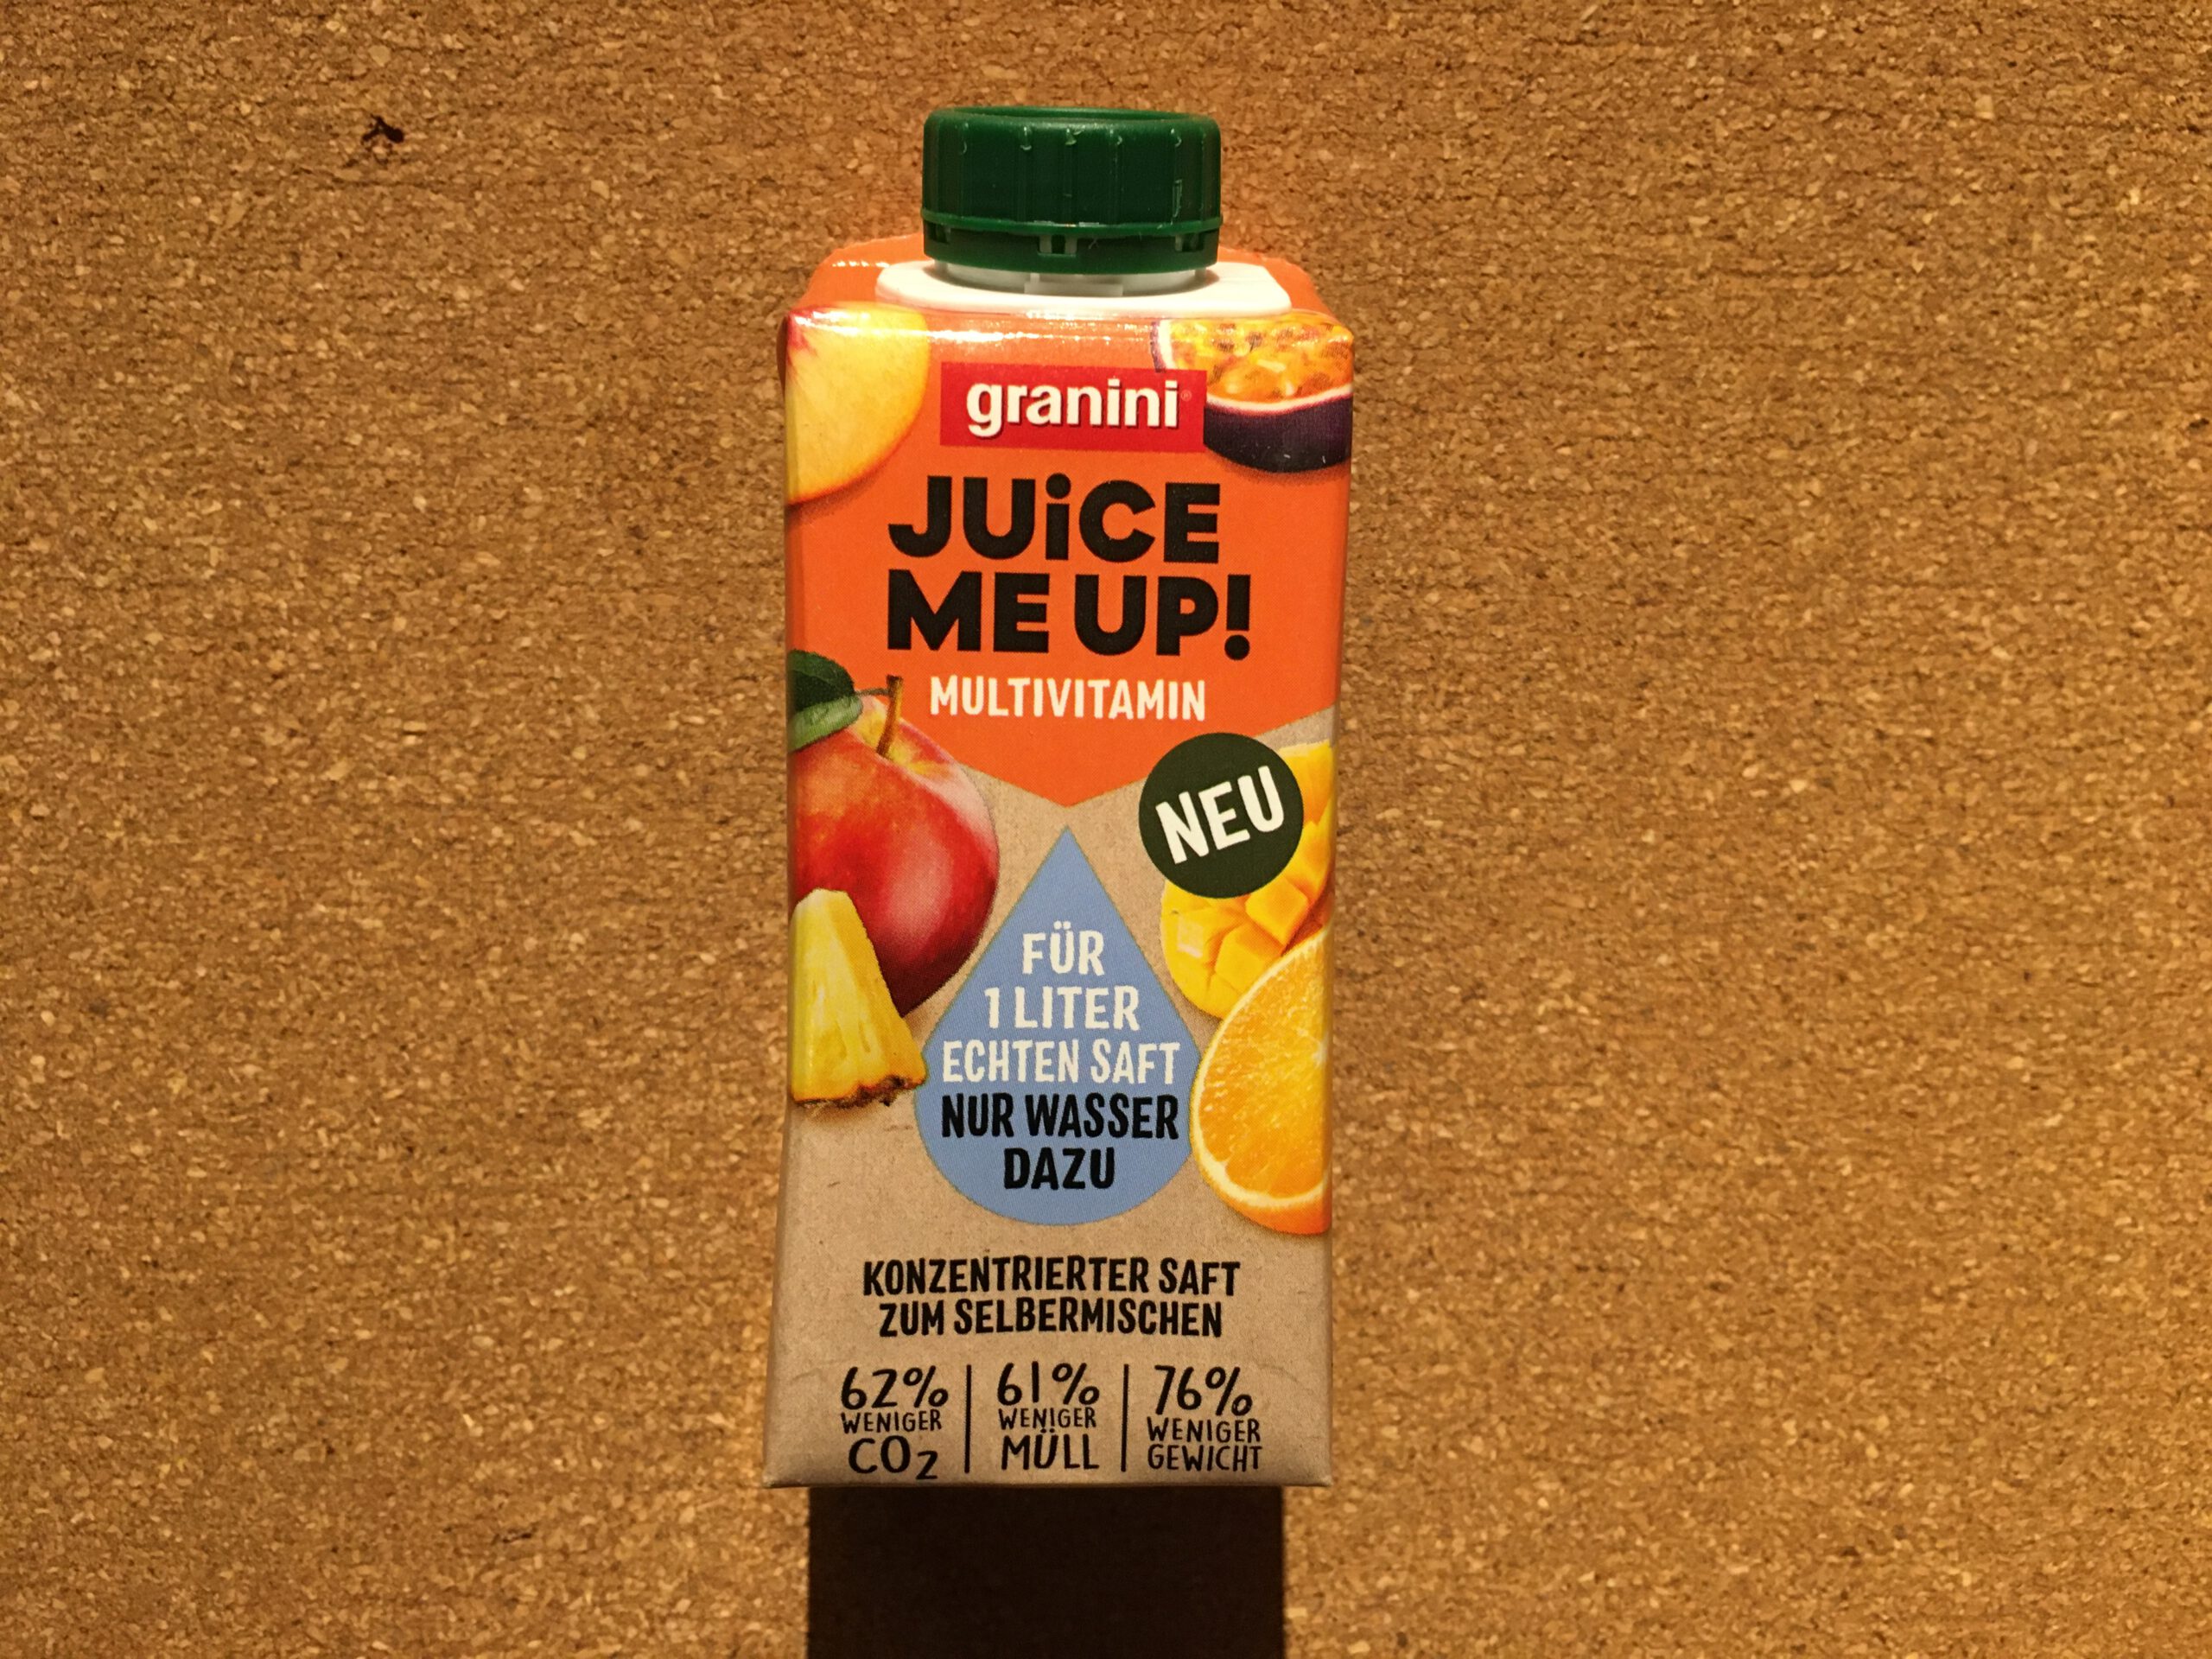 granini
JUiCE
ME UP!
MULTIVITAMIN
NEU
FÜR
1 LITER
ECHTEN SAFT
NUR WASSER
DAZU
KONZENTRIERTER SAFT
ZUM SELBERMISCHEN
62%
WENIGER
CO2
61%
WENIGER
MÜLL
76%
WENIGER
GEWICHT